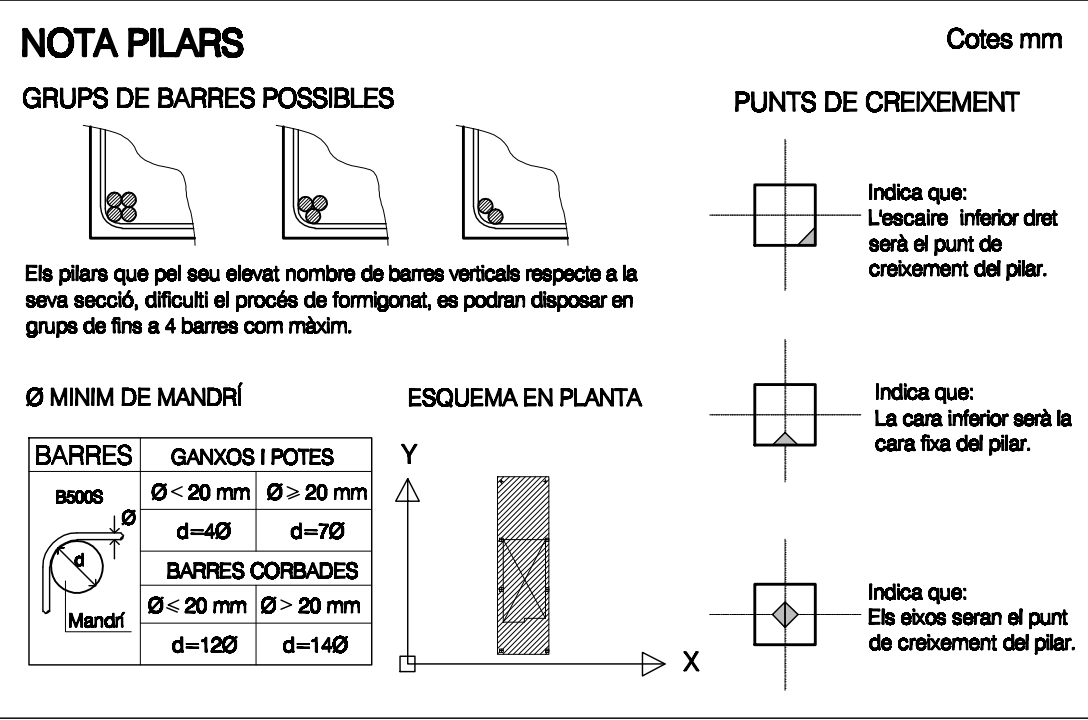 NOTA PILARS
Cotes mm
GRUPS DE BARRES POSSIBLES
Els pilars que pel seu elevat nombre de barres verticals respecte a la
seva secció, dificulti el procés de formigonat, es podran disposar en
grups de fins a 4 barres com màxim.
Ø MINIM DE MANDRÍ
BARRES
GANXOS I POTES
B500S
Ø < 20 mm
Ø ≥ 20 mm
Ø
d=4Ø
d=7Ø
d
BARRES CORBADES
Ø ≤ 20 mm
Ø > 20 mm
Mandrí
d=12Ø
d=14Ø
ESQUEMA EN PLANTA
Y
X
PUNTS DE CREIXEMENT
Indica que:
L'escaire inferior dret
serà el punt de
creixement del pilar.
Indica que:
La cara inferior serà la
cara fixa del pilar.
Indica que:
Els eixos seran el punt
de creixement del pilar.